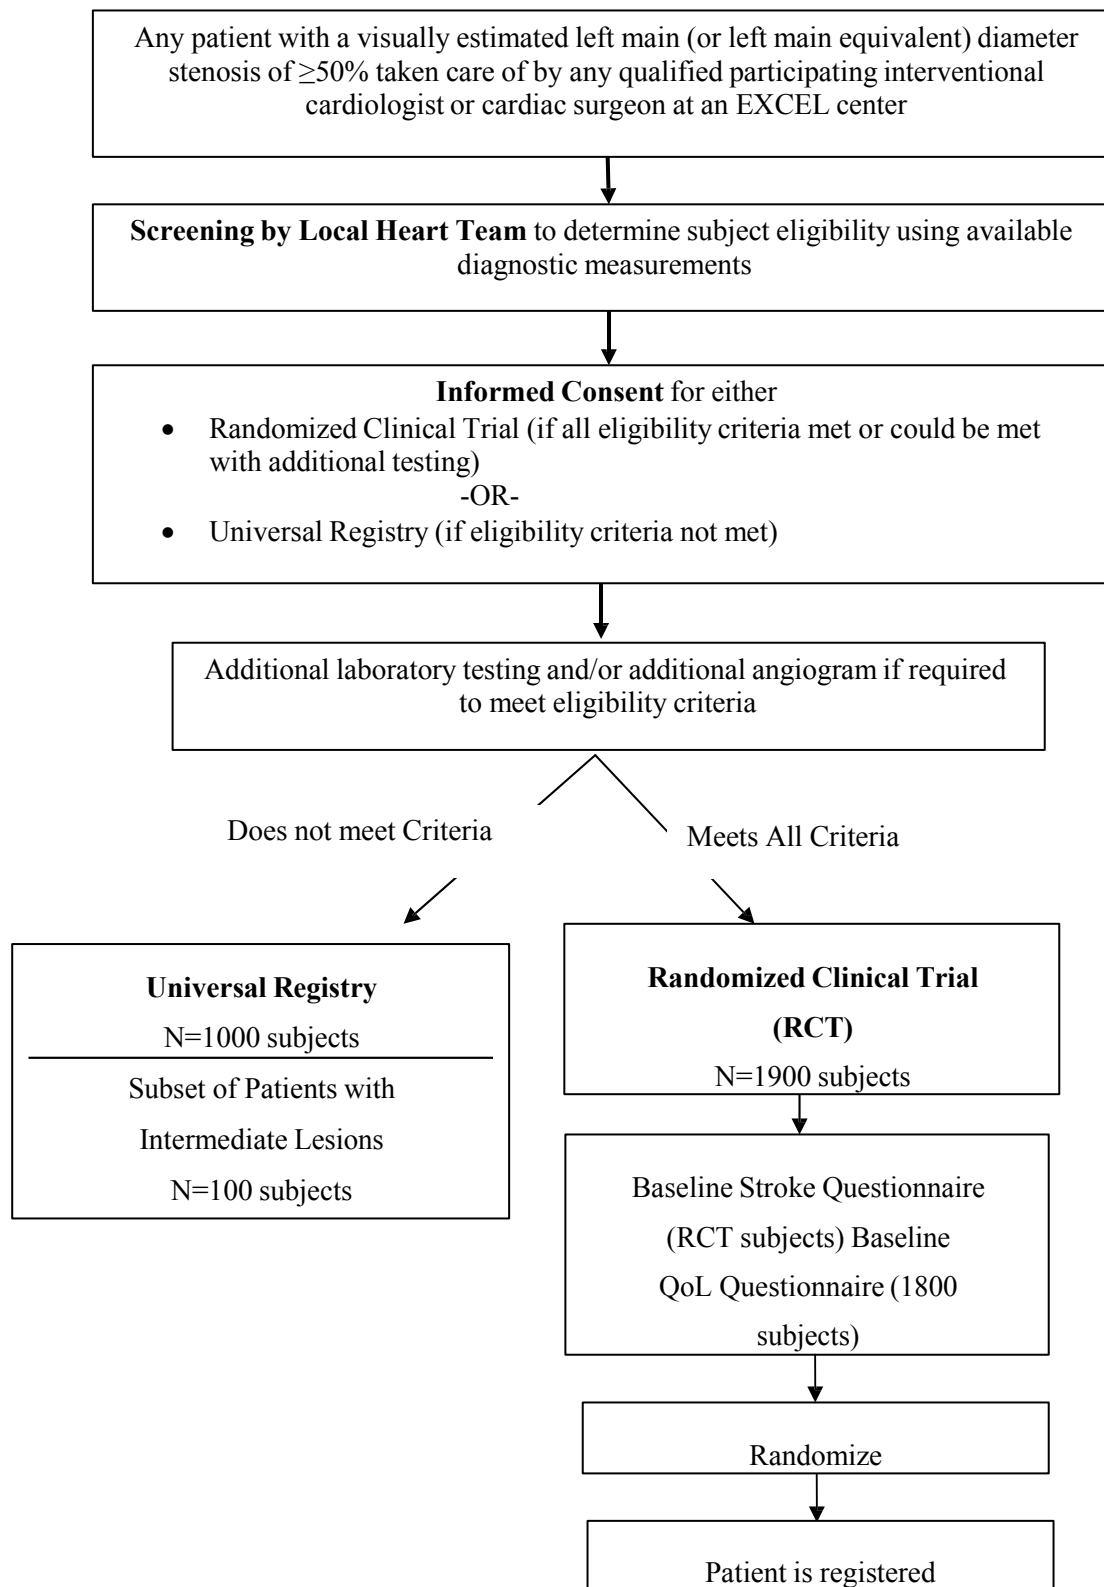 Any patient with a visually estimated left main (or left main equivalent) diameter
stenosis of ≥50% taken care of by any qualified participating interventional
cardiologist or cardiac surgeon at an EXCEL center
Screening by Local Heart Team to determine subject eligibility using available
diagnostic measurements
Informed Consent for either
• Randomized Clinical Trial (if all eligibility criteria met or could be met
with additional testing)
-OR-
• Universal Registry (if eligibility criteria not met)
Additional laboratory testing and/or additional angiogram if required
to meet eligibility criteria
Does not meet Criteria
Meets All Criteria
Universal Registry
N=1000 subjects
Subset of Patients with
Intermediate Lesions
N=100 subjects
Randomized Clinical Trial
(RCT)
N=1900 subjects
Baseline Stroke Questionnaire
(RCT subjects) Baseline
QoL Questionnaire (1800
subjects)
Randomize
Patient is registered